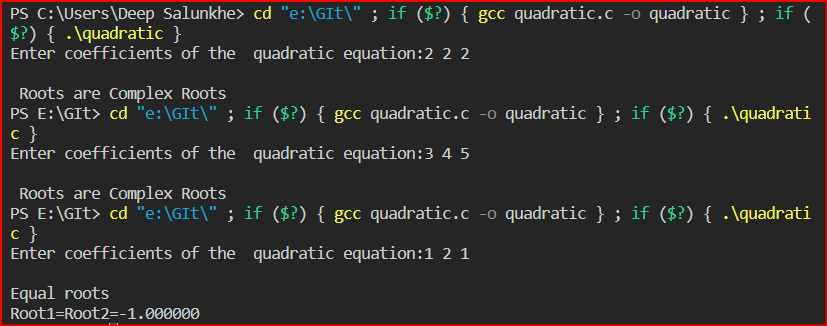 PS C:\Users\Deep Salunkhe> cd "e:\GIt\" ; if ($?) { gcc quadratic.c -o quadratic } ; if (
$?) { .\quadratic }
Enter coefficients of the  quadratic equation:2 2 2
 Roots are Complex Roots
PS E:\GIt> cd "e:\GIt\" ; if ($?) { gcc quadratic.c -o quadratic } ; if ($?) { .\quadrati
c }
Enter coefficients of the  quadratic equation:3 4 5
 Roots are Complex Roots
PS E:\GIt> cd "e:\GIt\" ; if ($?) { gcc quadratic.c -o quadratic } ; if ($?) { .\quadrati
c }
Enter coefficients of the  quadratic equation:1 2 1
Equal roots
Root1=Root2=-1.000000